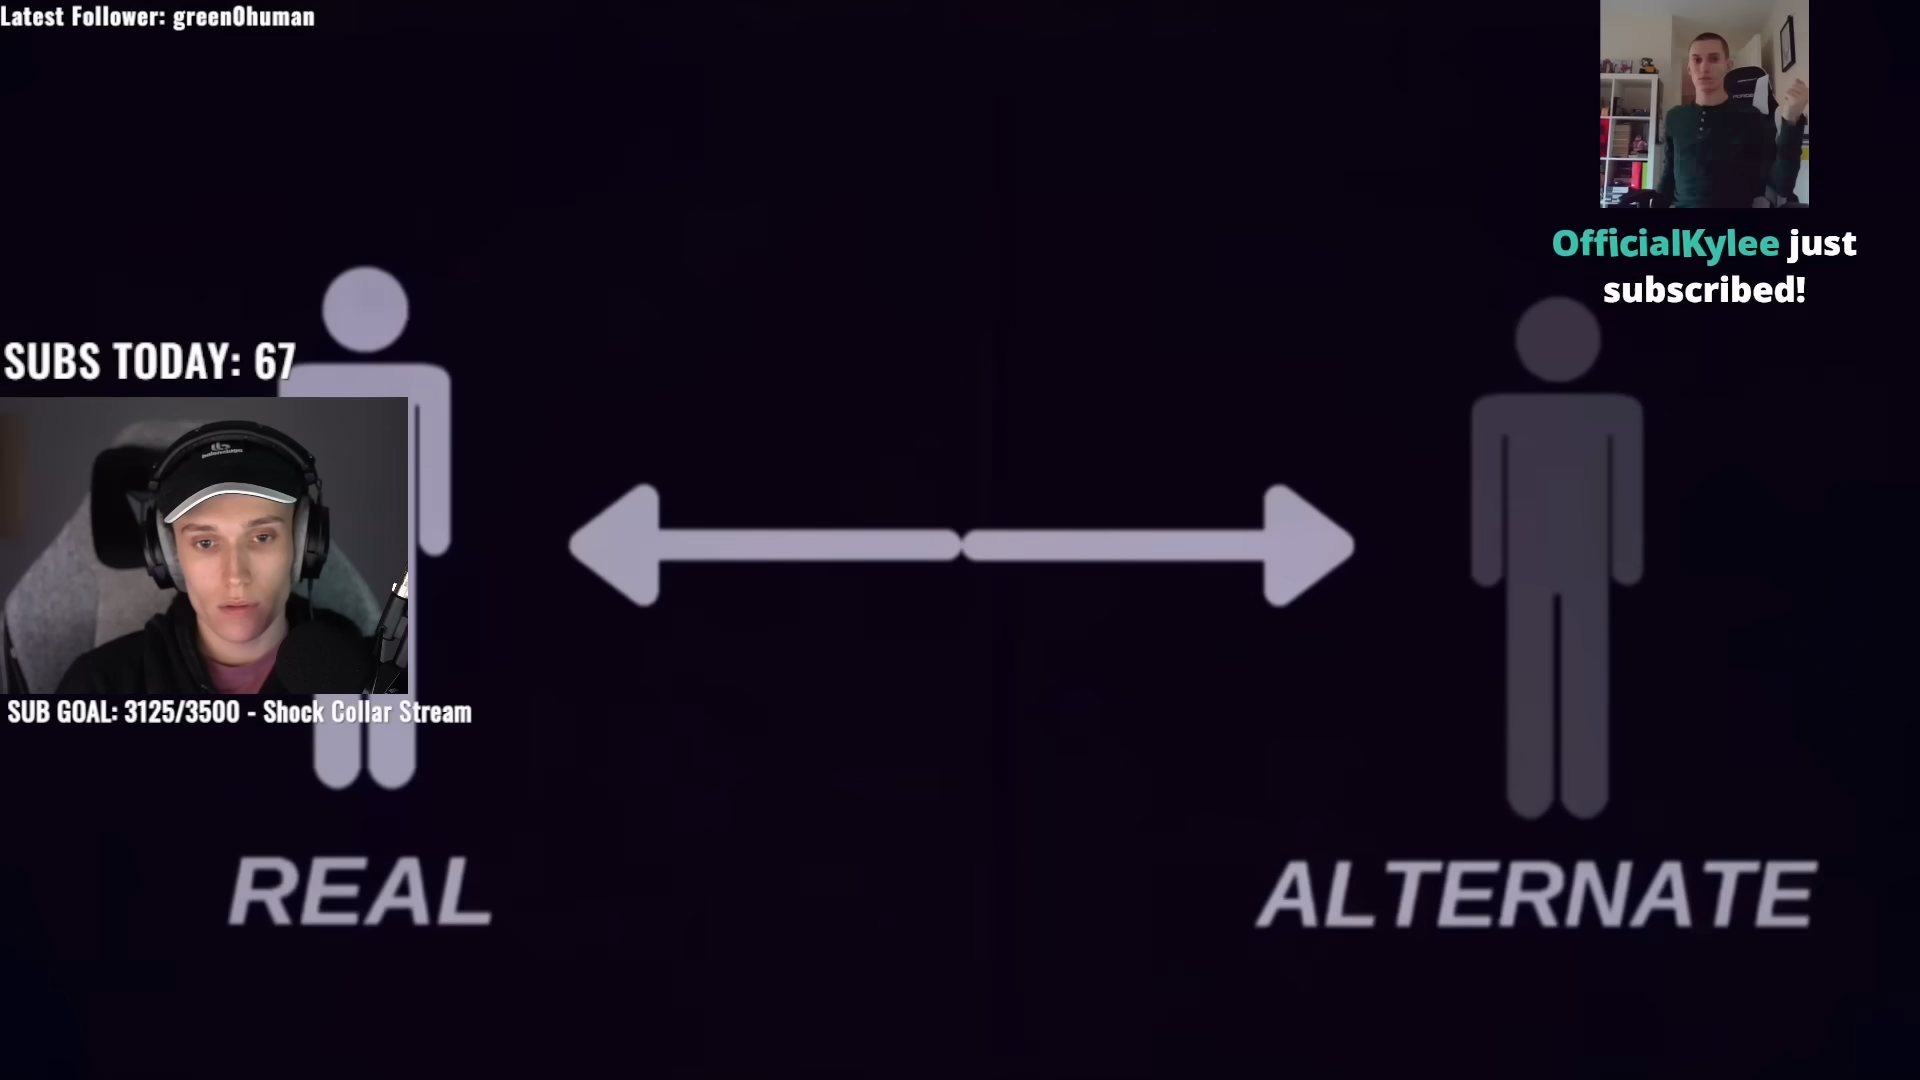 Latest Follower: green0human
OfficialKylee just
subscribed!
SUBS TODAY: 67
SUB GOAL: 3125/3500 - Shock Collar Stream
REAL
ALTERNATE